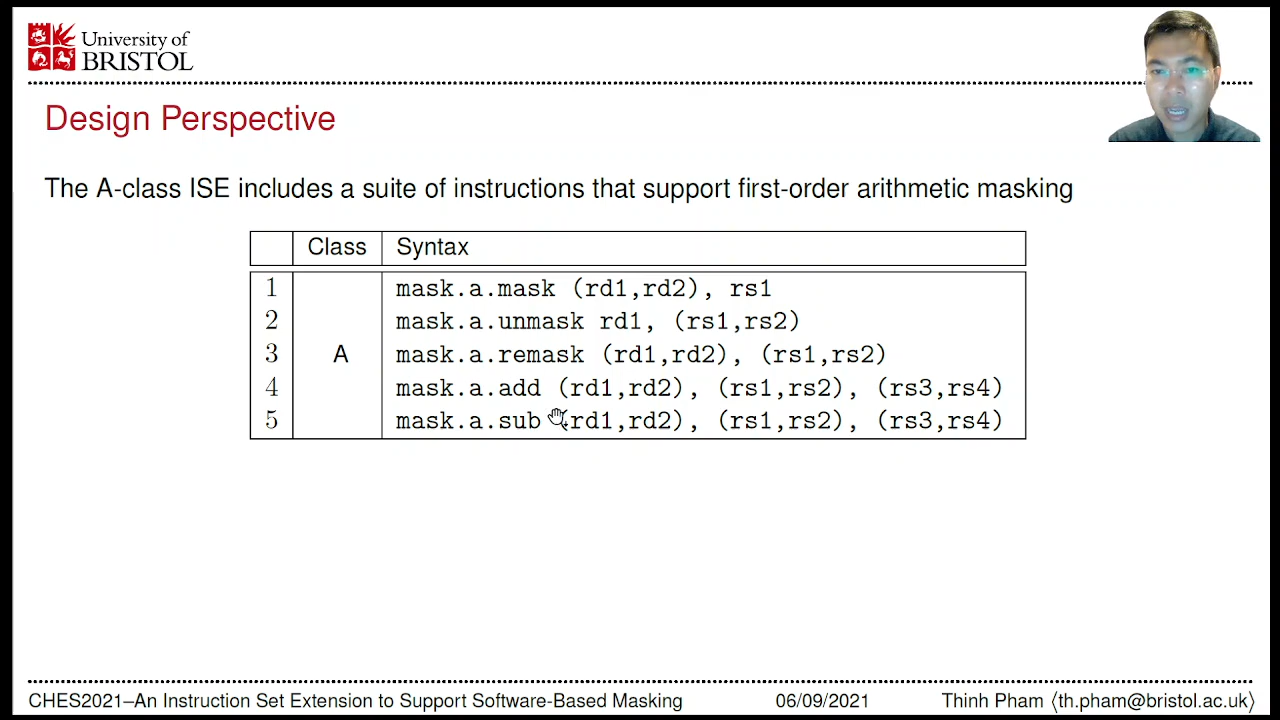 University of
BRISTOL
Design Perspective
The A-class ISE includes a suite of instructions that support first-order arithmetic masking
Class Syntax
1 mask.a.mask (rd1,rd2), rs1
2 mask.a.unmask rd1, (rs1,rs2)
3 A mask.a.remask (rd1,rd2), (rs1,rs2)
4 mask.a.add (rd1,rd2), (rs1,rs2), (rs3,rs4)
5 mask.a.sub (rd1,rd2), (rs1,rs2), (rs3,rs4)
CHES2021–An Instruction Set Extension to Support Software-Based Masking 06/09/2021 Thinh Pham ⟨th.pham@bristol.ac.uk⟩